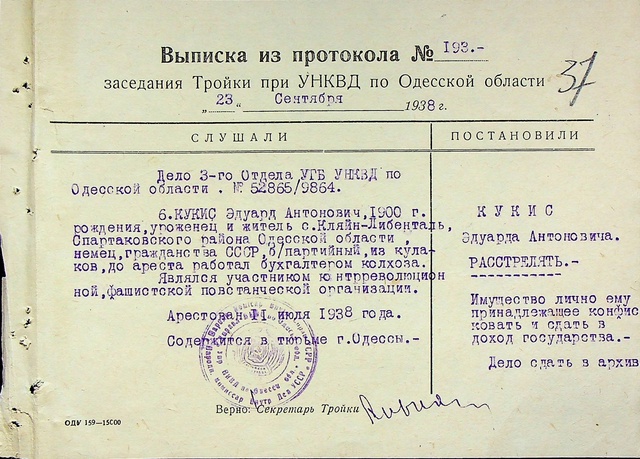 Выписка из протокола № 193.-
37
заседания Тройки при УНКВД по Одесской области
„ 23 „ Сентября 1938 г.
СЛУШАЛИ
ПОСТАНОВИЛИ
Дело 3-го Отдела УГБ УНКВД по
Одесской области . № 52865/9864.
6.КУКИС Эдуард Антонович,1900 г.
рождения,уроженец и житель с.Кляйн-Либенталь,
Спартаковского района Одесской области ,
немец,гражданства СССР,б/партийный,из кула-
ков,до ареста работал бухгалтером колхоза.
Являлся участником контрреволюцион
ной,фашистской повстанческой организации.
Арестован 11 июля 1938 года.
Содержится в тюрьме г.Одессы.-
КУКИС
Эдуарда Антоновича.
РАССТРЕЛЯТЬ.-
Имущество лично ему
принадлежащее конфис
ковать и сдать в
доход государства.-
Дело сдать в архив
Верно: Секретарь Тройки
ОДУ 159—15С00